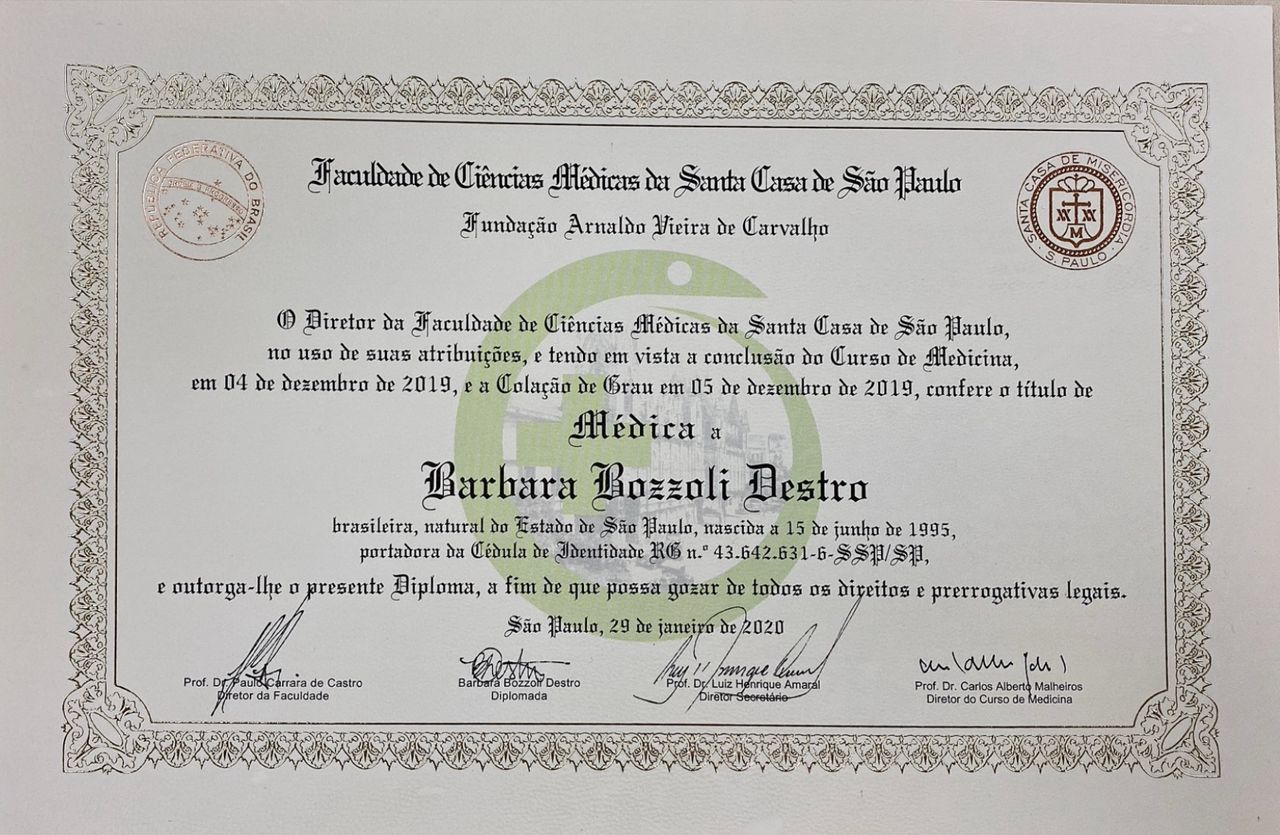 REPUBLICA FEDERATIVA DO BRASIL
SANTA CASA DE MISERICORDIA
S. PAULO
M
Faculdade de Ciências Médicas da Santa Casa de São Paulo
Fundação Arnaldo Vieira de Carvalho
O Diretor da Faculdade de Ciências Médicas da Santa Casa de São Paulo,
no uso de suas atribuições, e tendo em vista a conclusão do Curso de Medicina,
em 04 de dezembro de 2019, e a Colação de Grau em 05 de dezembro de 2019, confere o título de
Médica a
Barbara Bozzoli Destro
brasileira, natural do Estado de São Paulo, nascida a 15 de junho de 1995,
portadora da Cédula de Identidade RG n.º 43.642.631-6-SSP/SP,
e outorga-lhe o presente Diploma, a fim de que possa gozar de todos os direitos e prerrogativas legais.
São Paulo, 29 de janeiro de 2020
Prof. Dr. Paulo Carrara de Castro
Diretor da Faculdade
Barbara Bozzoli Destro
Diplomada
Prof. Dr. Luiz Henrique Amaral
Diretor Secretário
Prof. Dr. Carlos Alberto Malheiros
Diretor do Curso de Medicina